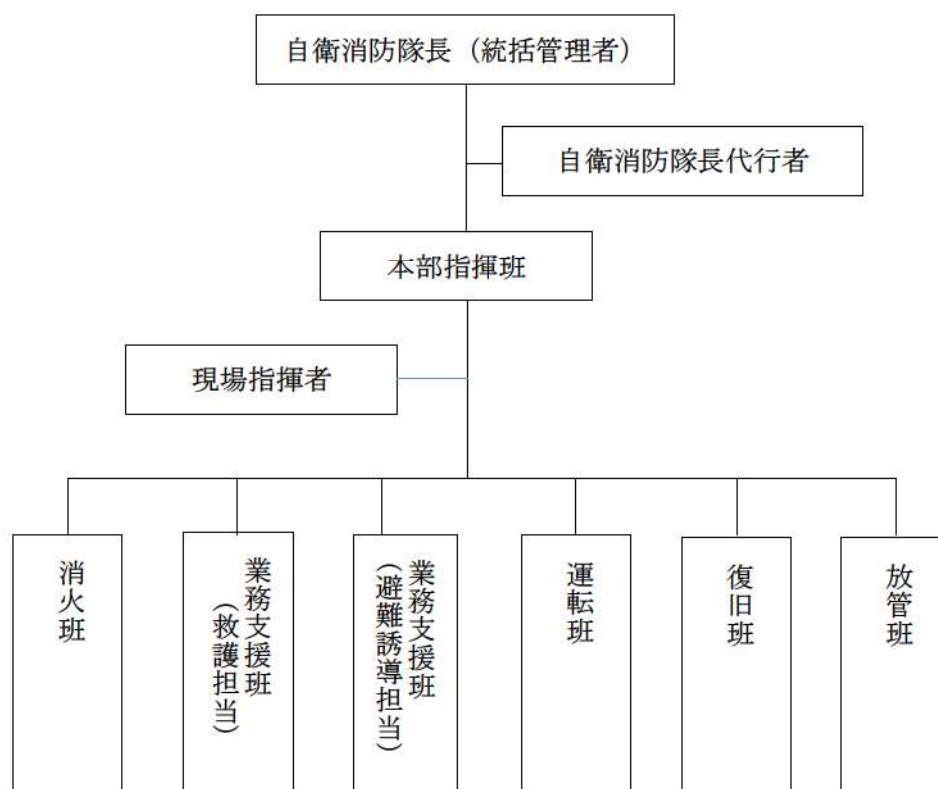 自衛消防隊長（統括管理者）
自衛消防隊長代行者
本部指揮班
現場指揮者
消火班
業務支援班
（救護担当）
業務支援班
（避難誘導担当）
運転班
復旧班
放管班